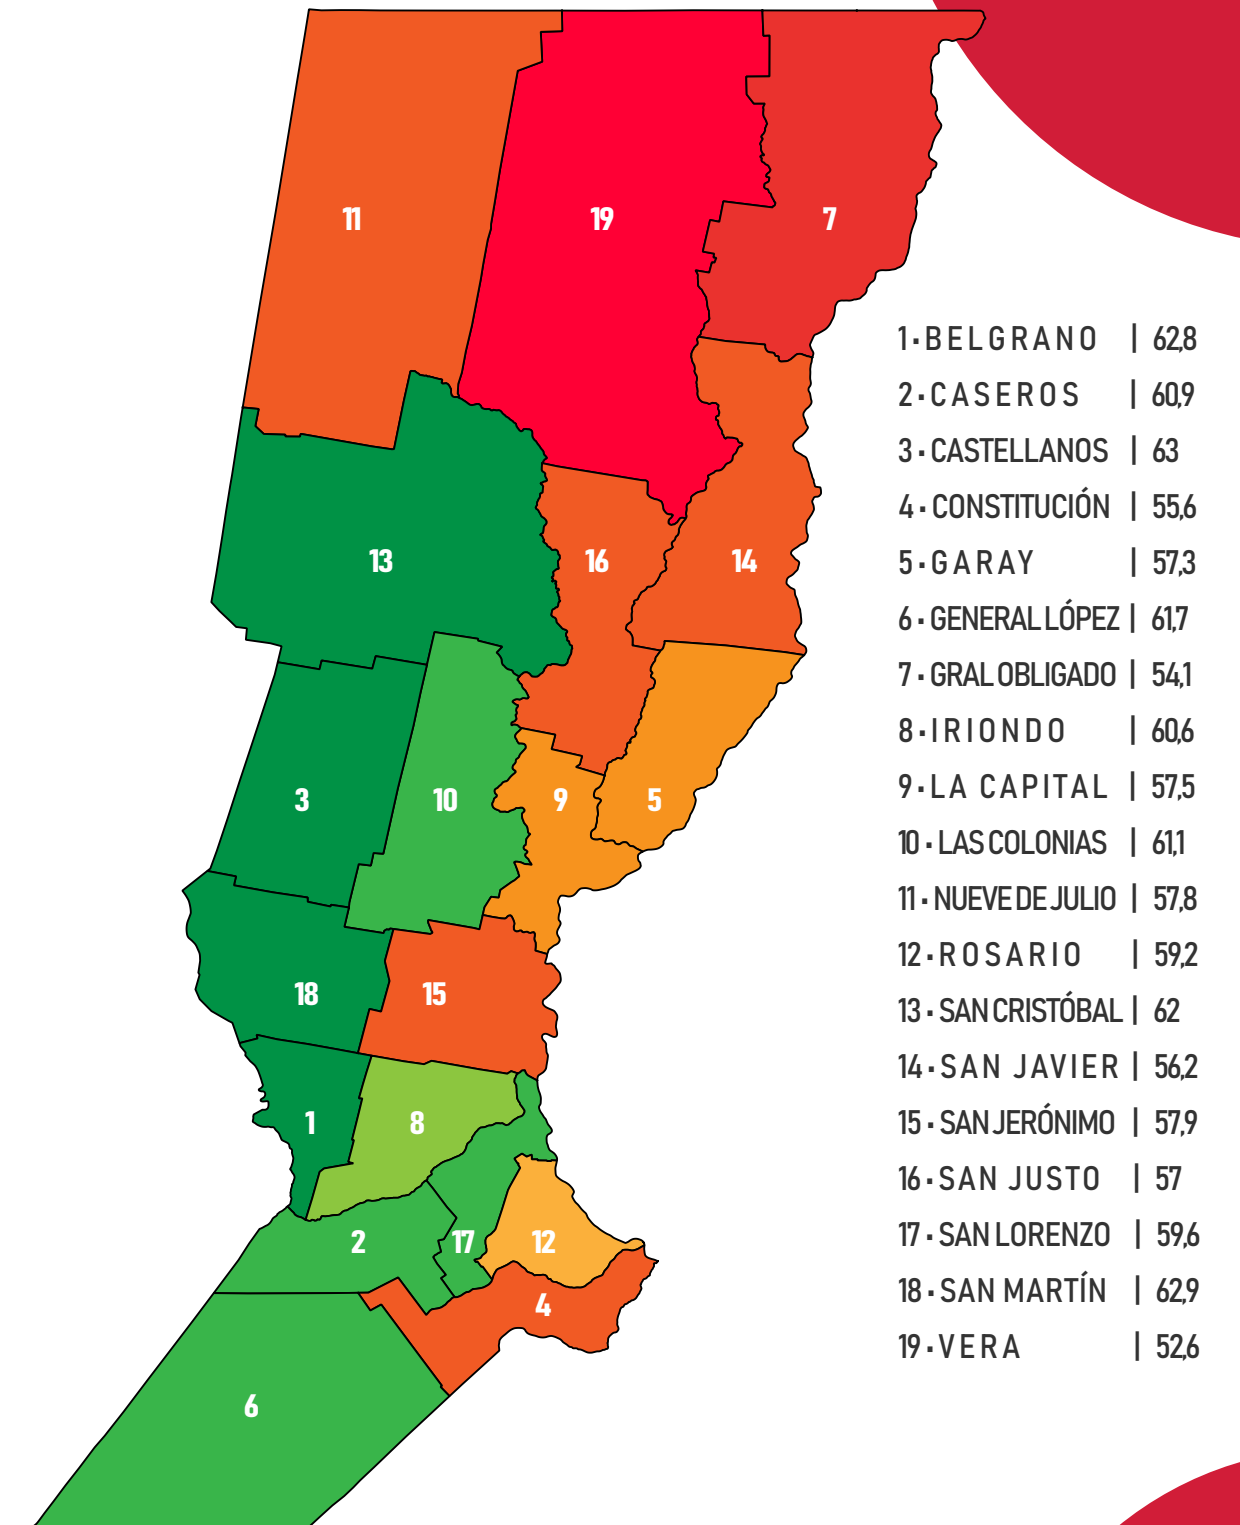 11
19
7
13
16
14
3
10
9
5
18
15
1
8
2
17
12
4
6
1·BELGRANO | 62,8
2·CASEROS | 60,9
3·CASTELLANOS | 63
4·CONSTITUCIÓN | 55,6
5·GARAY | 57,3
6·GENERAL LÓPEZ | 61,7
7·GRAL OBLIGADO | 54,1
8·IRIONDO | 60,6
9·LA CAPITAL | 57,5
10·LAS COLONIAS | 61,1
11·NUEVE DE JULIO | 57,8
12·ROSARIO | 59,2
13·SAN CRISTÓBAL | 62
14·SAN JAVIER | 56,2
15·SAN JERÓNIMO | 57,9
16·SAN JUSTO | 57
17·SAN LORENZO | 59,6
18·SAN MARTÍN | 62,9
19·VERA | 52,6